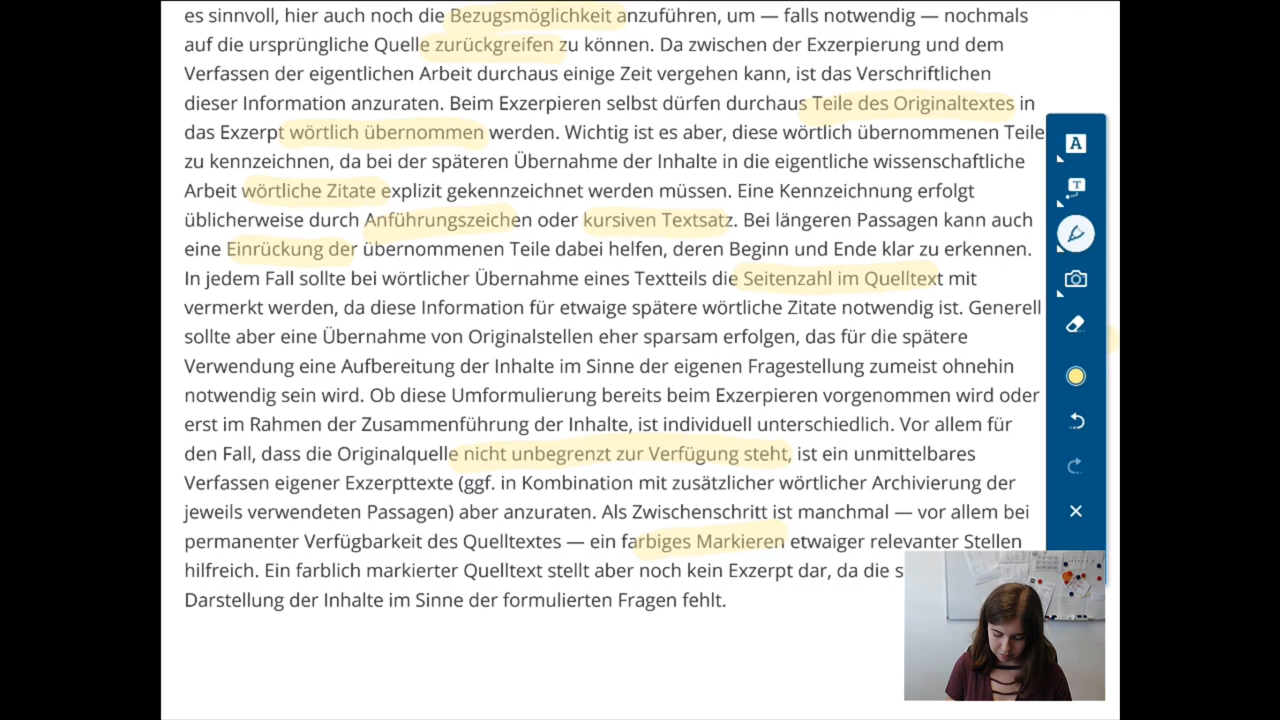 es sinnvoll, hier auch noch die Bezugsmöglichkeit anzuführen, um — falls notwendig — nochmals
auf die ursprüngliche Quelle zurückgreifen zu können. Da zwischen der Exzerpierung und dem
Verfassen der eigentlichen Arbeit durchaus einige Zeit vergehen kann, ist das Verschriftlichen
dieser Information anzuraten. Beim Exzerpieren selbst dürfen durchaus Teile des Originaltextes in
das Exzerpt wörtlich übernommen werden. Wichtig ist es aber, diese wörtlich übernommenen Teile
zu kennzeichnen, da bei der späteren Übernahme der Inhalte in die eigentliche wissenschaftliche
Arbeit wörtliche Zitate explizit gekennzeichnet werden müssen. Eine Kennzeichnung erfolgt
üblicherweise durch Anführungszeichen oder kursiven Textsatz. Bei längeren Passagen kann auch
eine Einrückung der übernommenen Teile dabei helfen, deren Beginn und Ende klar zu erkennen.
In jedem Fall sollte bei wörtlicher Übernahme eines Textteils die Seitenzahl im Quelltext mit
vermerkt werden, da diese Information für etwaige spätere wörtliche Zitate notwendig ist. Generell
sollte aber eine Übernahme von Originalstellen eher sparsam erfolgen, das für die spätere
Verwendung eine Aufbereitung der Inhalte im Sinne der eigenen Fragestellung zumeist ohnehin
notwendig sein wird. Ob diese Umformulierung bereits beim Exzerpieren vorgenommen wird oder
erst im Rahmen der Zusammenführung der Inhalte, ist individuell unterschiedlich. Vor allem für
den Fall, dass die Originalquelle nicht unbegrenzt zur Verfügung steht, ist ein unmittelbares
Verfassen eigener Exzerpttexte (ggf. in Kombination mit zusätzlicher wörtlicher Archivierung der
jeweils verwendeten Passagen) aber anzuraten. Als Zwischenschritt ist manchmal — vor allem bei
permanenter Verfügbarkeit des Quelltextes — ein farbiges Markieren etwaiger relevanter Stellen
hilfreich. Ein farblich markierter Quelltext stellt aber noch kein Exzerpt dar, da die s
Darstellung der Inhalte im Sinne der formulierten Fragen fehlt.
A
T